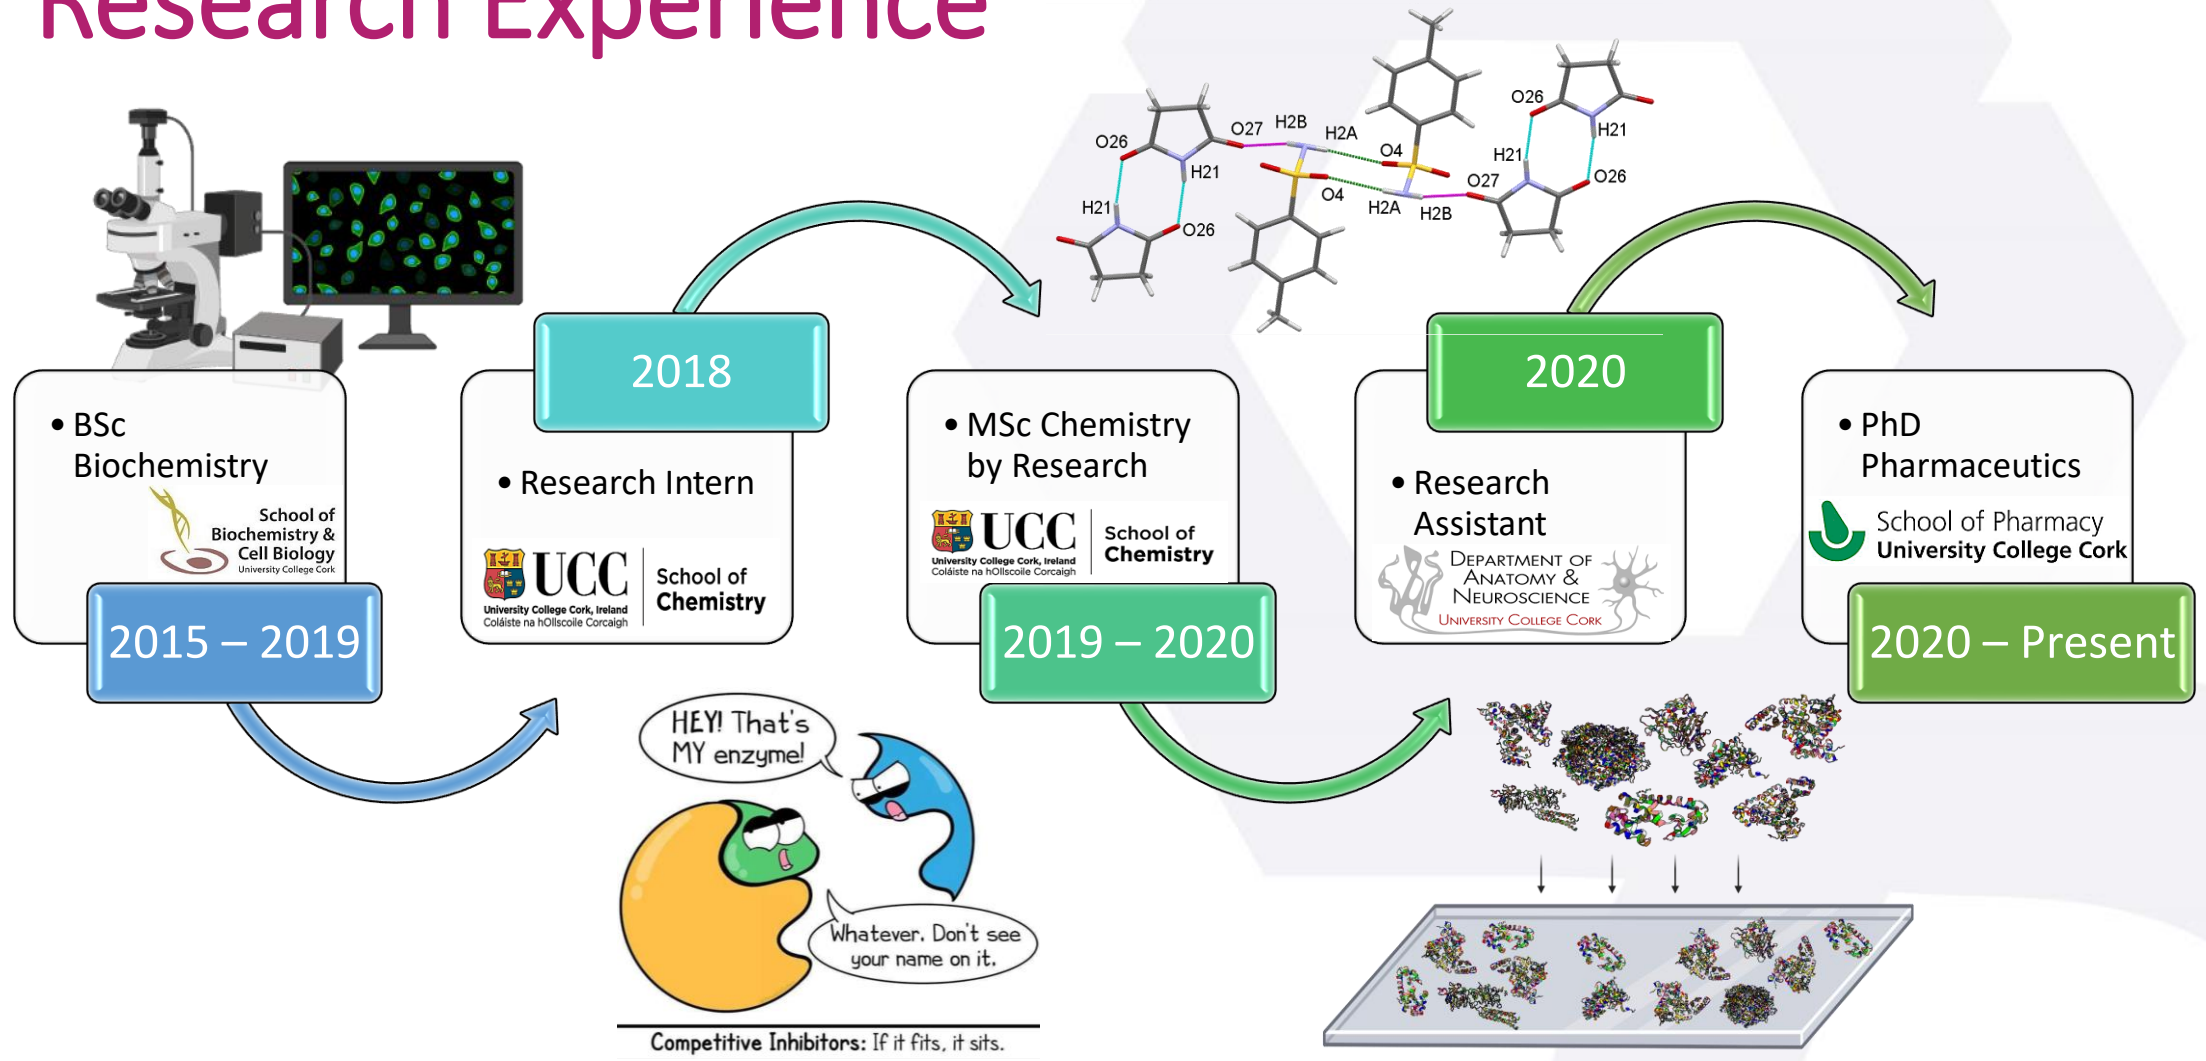 Research Experience
O26
O27
H2B
H2A
H21
H21
O26
O4
O4
H2A
H2B
O26
H21
H21
O26
O27
• BSc
Biochemistry
School of
Biochemistry &
Cell Biology
University College Cork
2015 – 2019
2018
• Research Intern
UCC
University College Cork, Ireland
Coláiste na hOllscoile Corcaigh
School of
Chemistry
• MSc Chemistry
by Research
UCC
University College Cork, Ireland
Coláiste na hOllscoile Corcaigh
School of
Chemistry
2019 – 2020
2020
• Research
Assistant
DEPARTMENT OF
ANATOMY &
NEUROSCIENCE
UNIVERSITY COLLEGE CORK
• PhD
Pharmaceutics
School of Pharmacy
University College Cork
2020 – Present
HEY! That's
MY enzyme!
Whatever. Don't see
your name on it.
Competitive Inhibitors: If it fits, it sits.